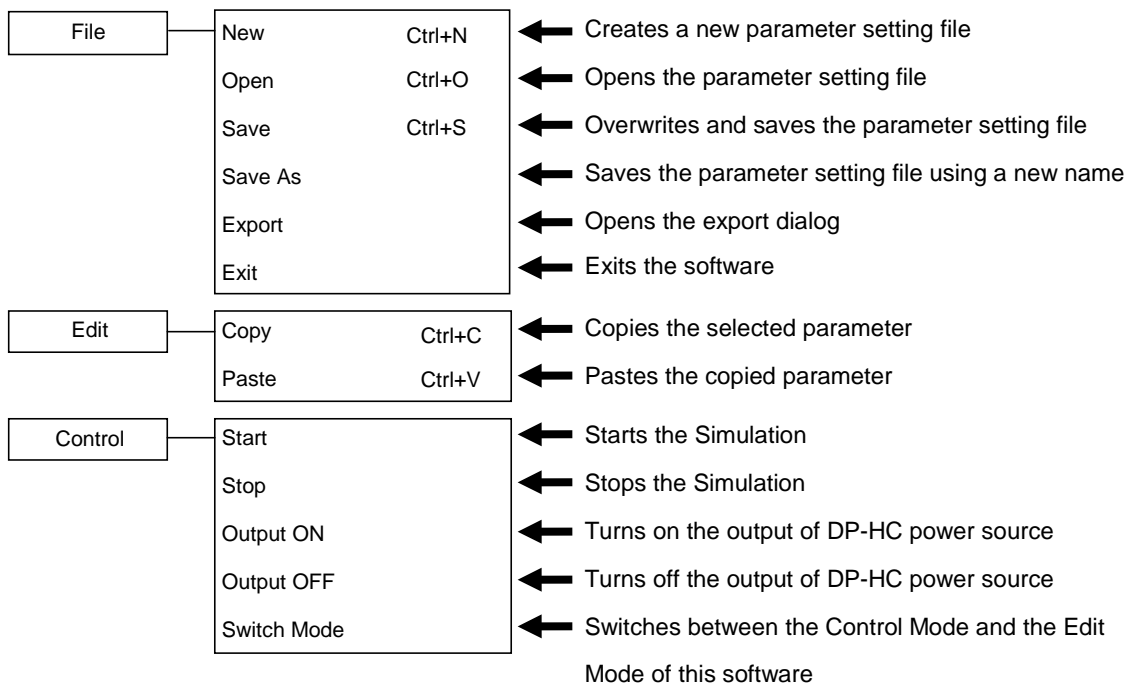 File New Ctrl+N Creates a new parameter setting file
Open Ctrl+O Opens the parameter setting file
Save Ctrl+S Overwrites and saves the parameter setting file
Save As Saves the parameter setting file using a new name
Export Opens the export dialog
Exit Exits the software
Edit Copy Ctrl+C Copies the selected parameter
Paste Ctrl+V Pastes the copied parameter
Control Start Starts the Simulation
Stop Stops the Simulation
Output ON Turns on the output of DP-HC power source
Output OFF Turns off the output of DP-HC power source
Switch Mode Switches between the Control Mode and the Edit
Mode of this software